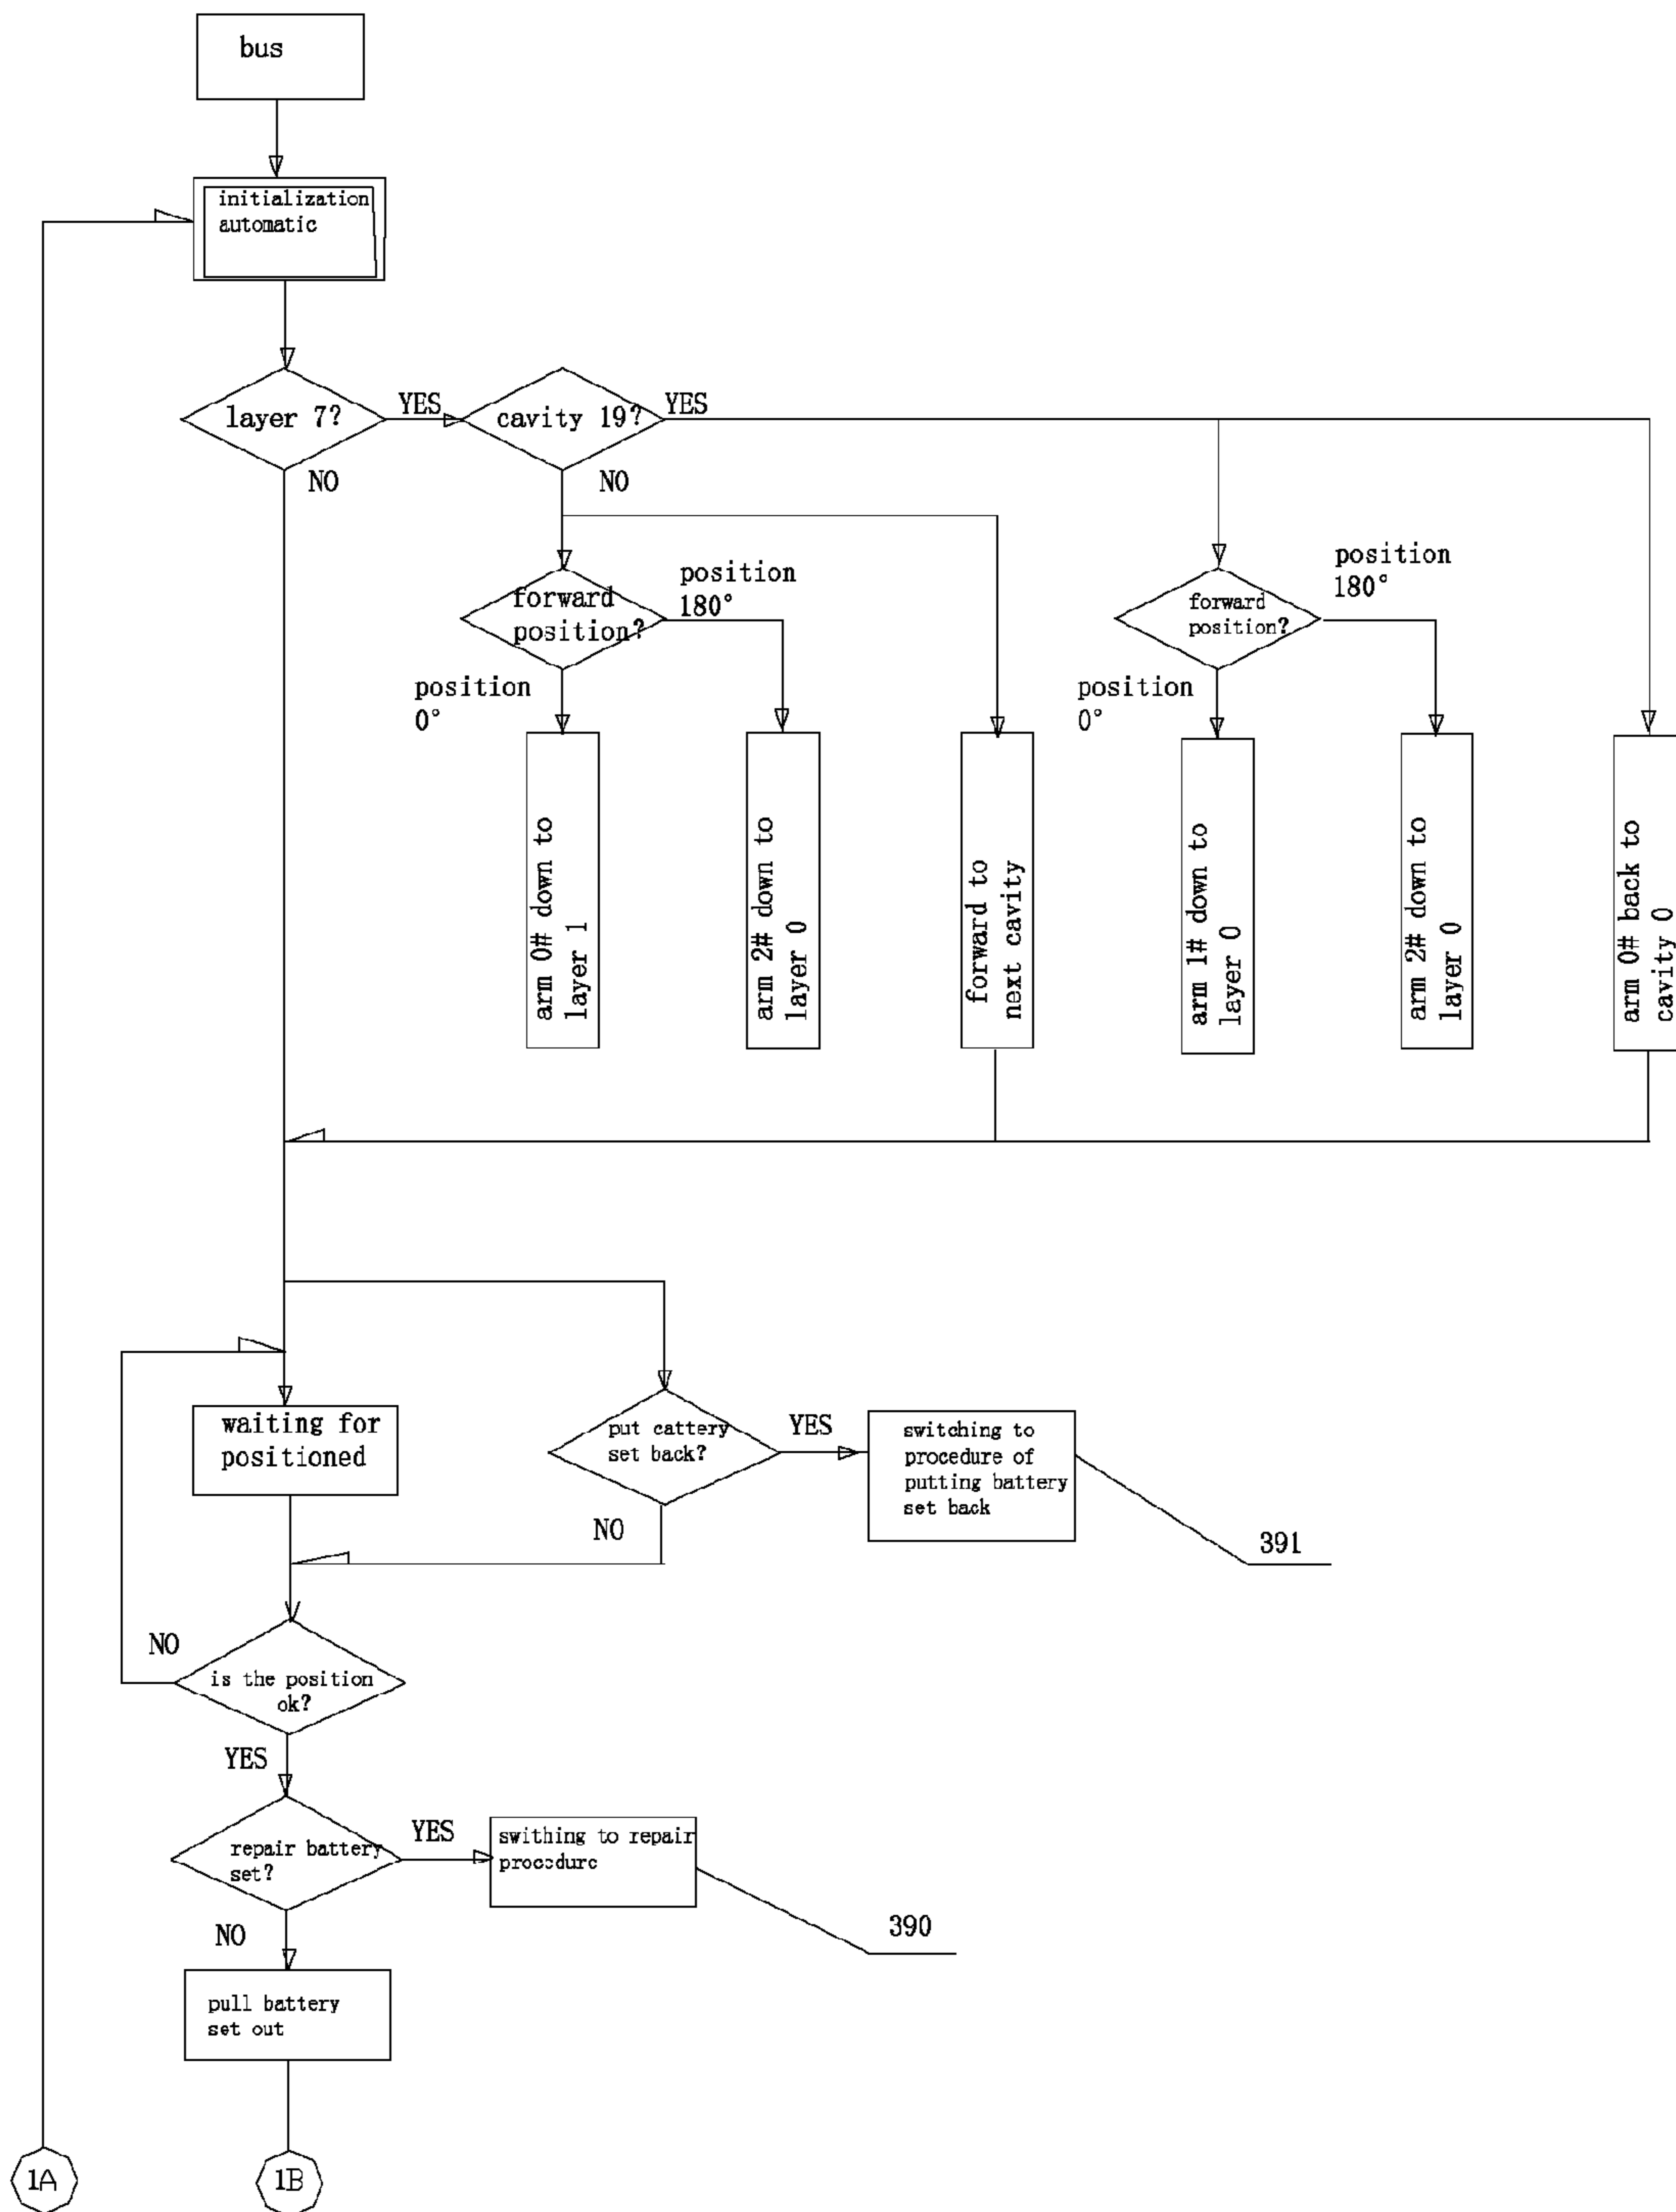 bus
initialization
automatic
layer 7?
YES
cavity 19?
YES
NO
NO
forward
position?
position
180°
position
0°
forward
position?
position
180°
position
0°
arm 0# down to
layer 1
arm 2# down to
layer 0
forward to
next cavity
arm 1# down to
layer 0
arm 2# down to
layer 0
arm 0# back to
cavity 0
waiting for
positioned
put cattery
set back?
YES
switching to
procedure of
putting battery
set back
NO
391
NO
is the position
ok?
YES
repair battery
set?
YES
swithing to repair
procedure
390
NO
pull battery
set out
1A
1B